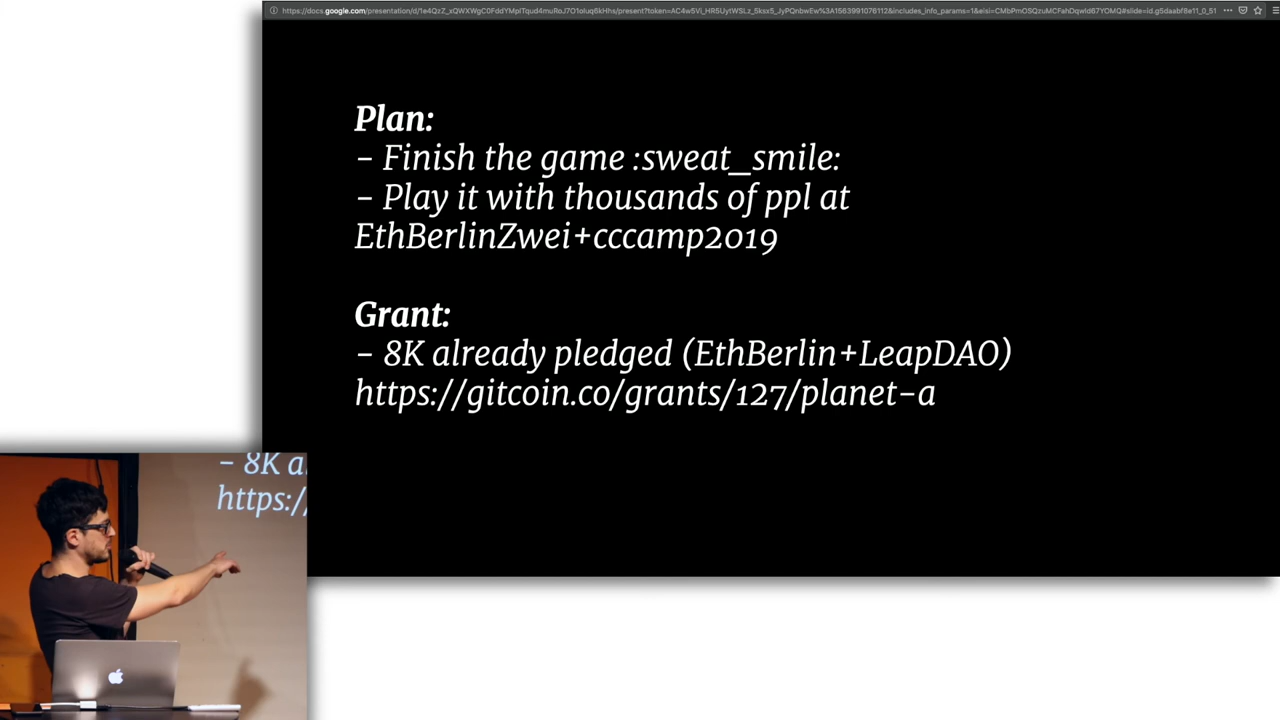 Plan:
- Finish the game :sweat_smile:
- Play it with thousands of ppl at
EthBerlinZwei+cccamp2019
Grant:
- 8K already pledged (EthBerlin+LeapDAO)
https://gitcoin.co/grants/127/planet-a
- 8K a
https://